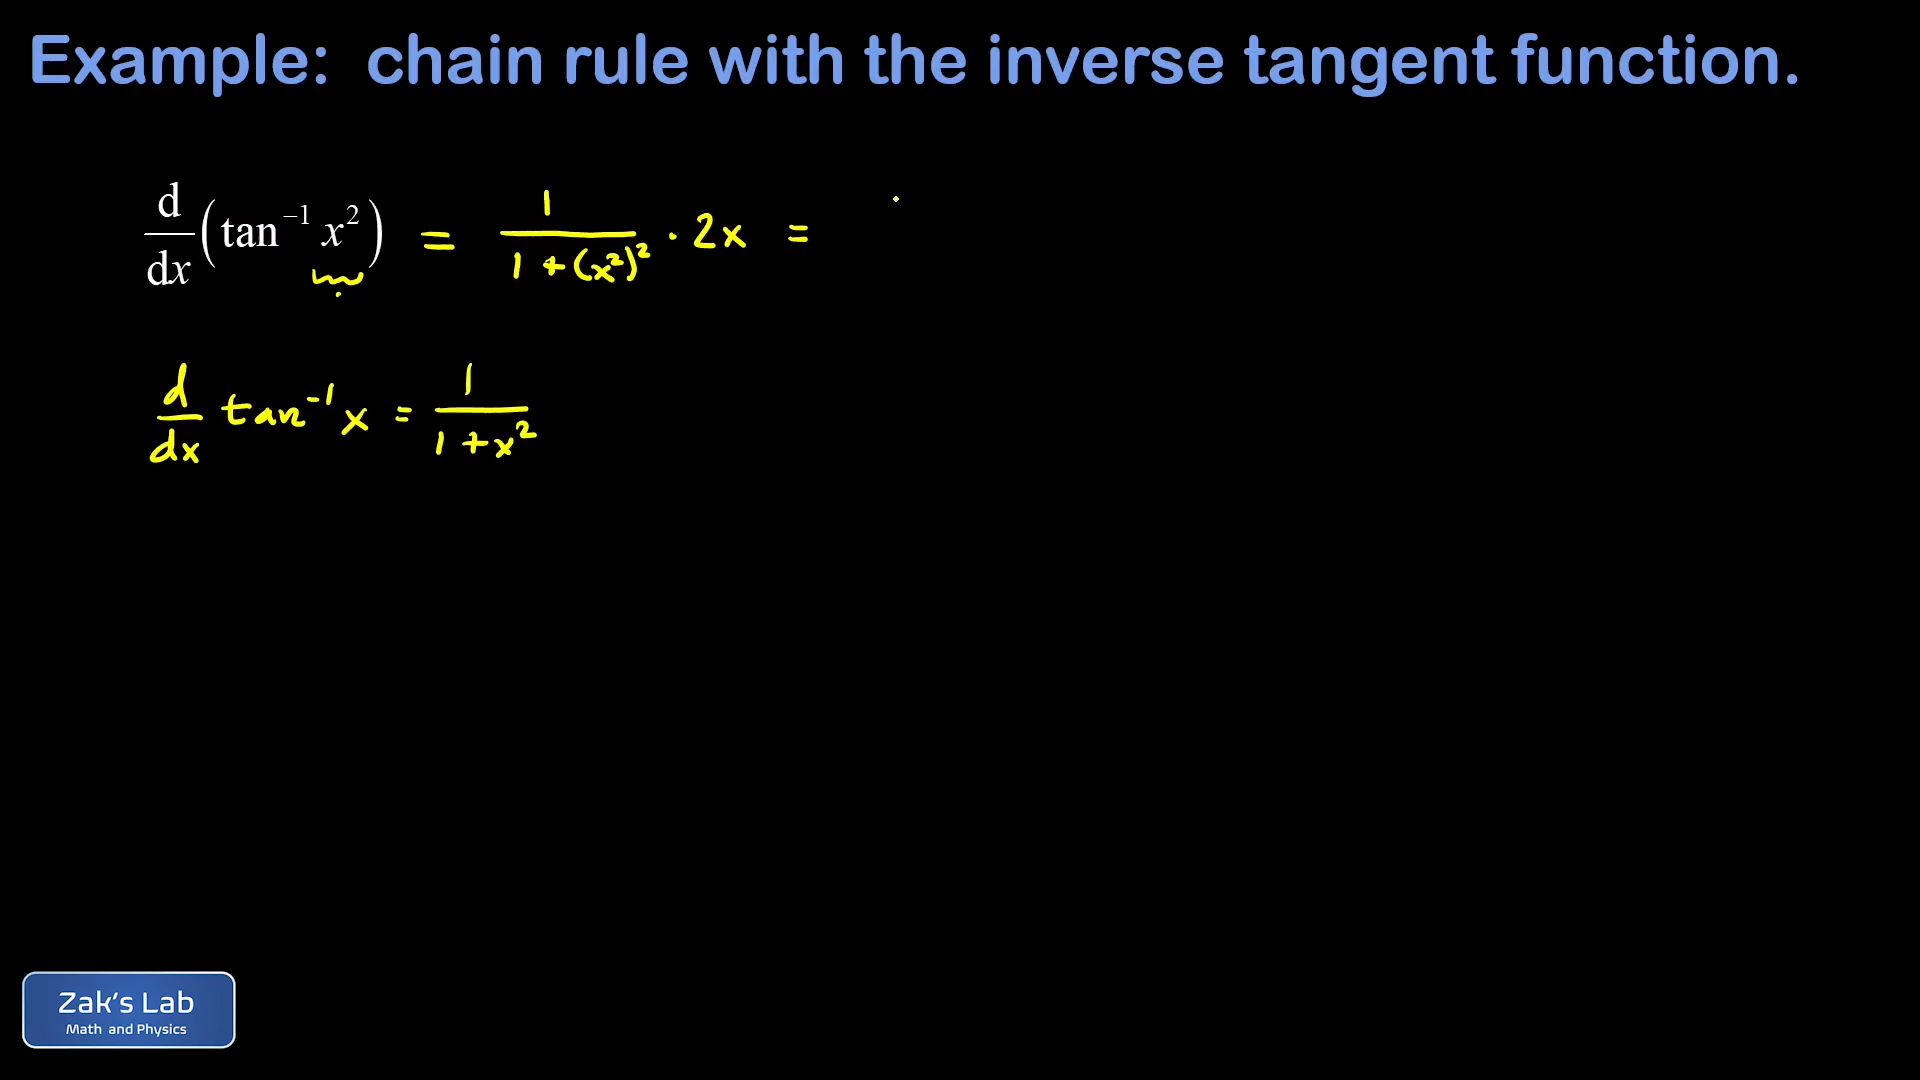 Example: chain rule with the inverse tangent function.
d/dx (tan⁻¹ x²) = 1/(1 + (x²)²) · 2x =
d/dx tan⁻¹ x = 1/(1 + x²)
Zak's Lab
Math and Physics